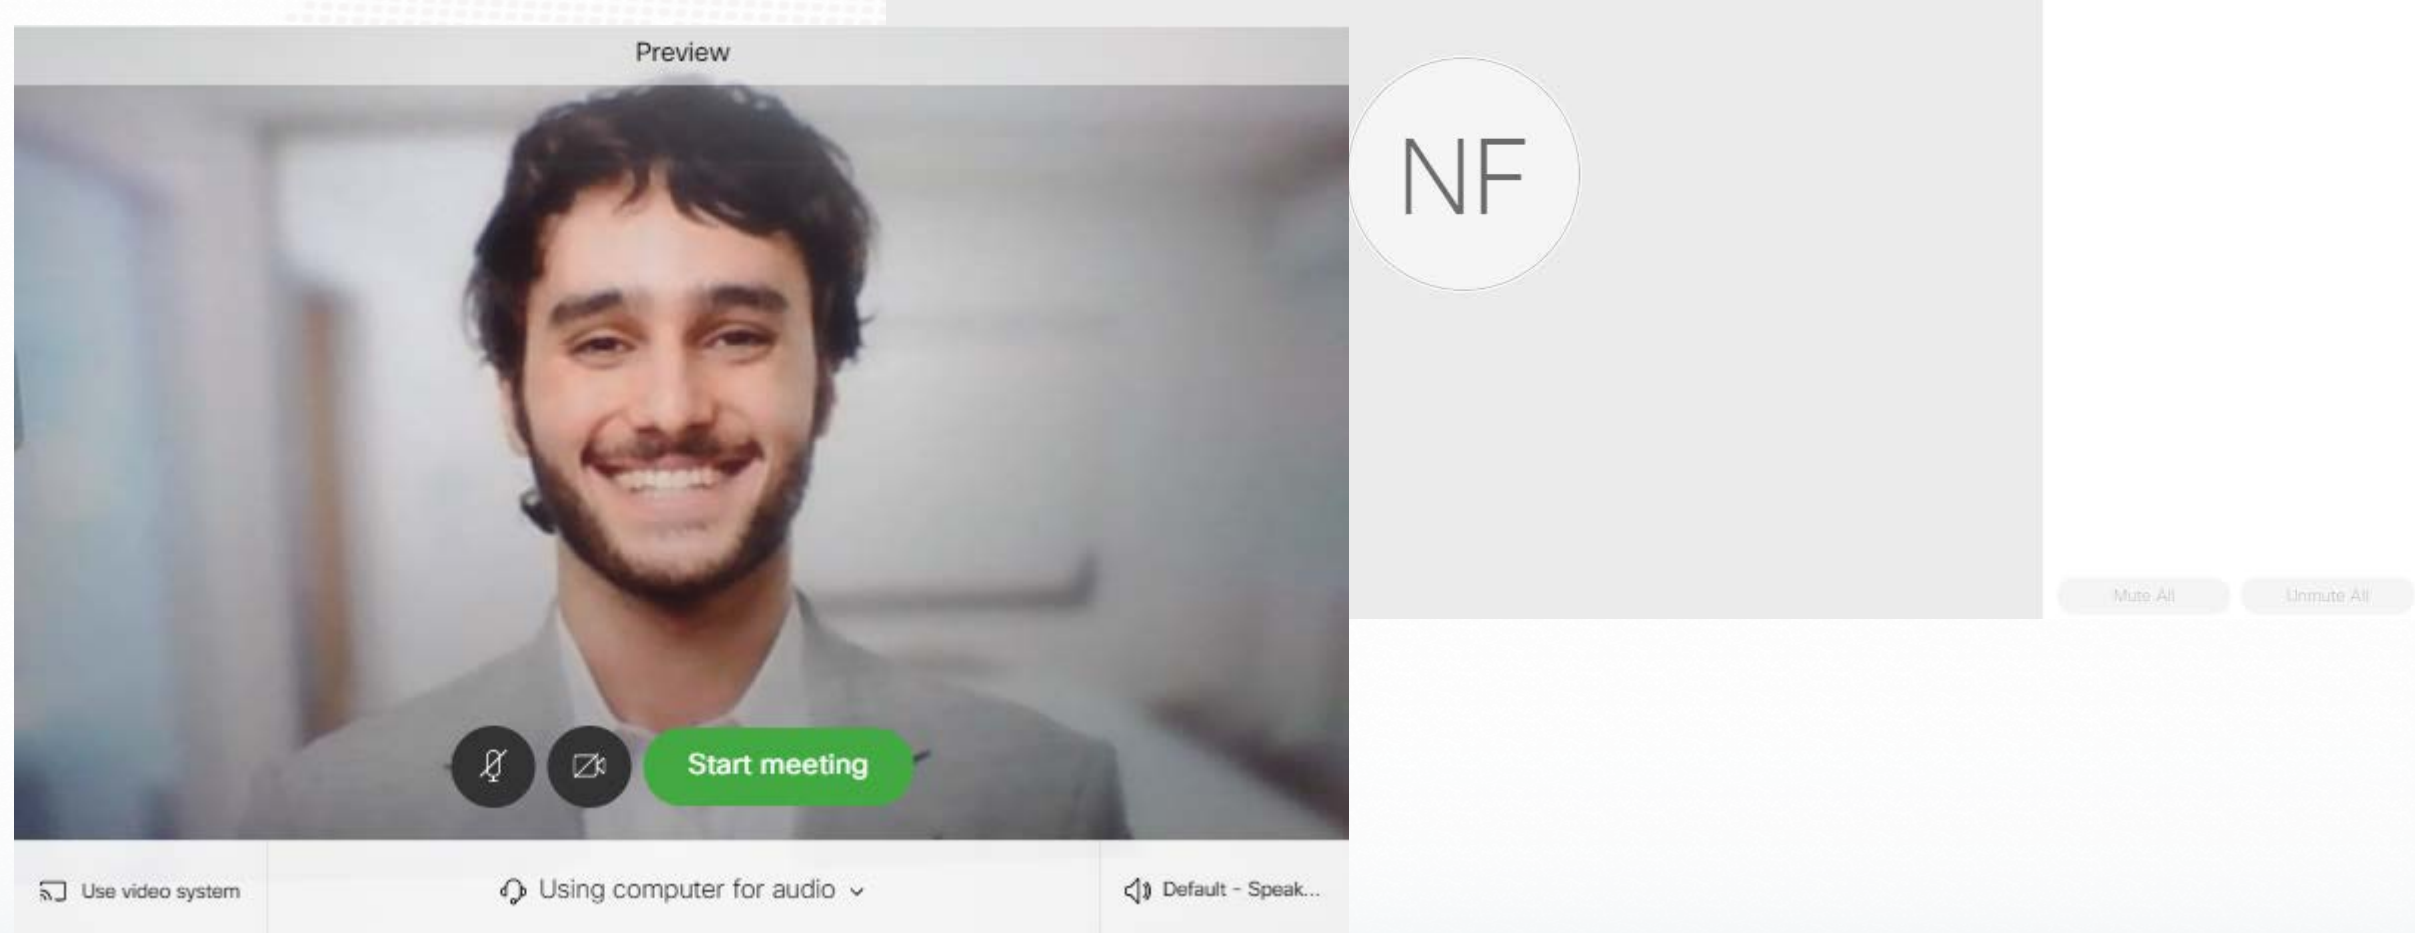 Preview
NF
Mute All
Unmute All
Start meeting
Use video system
Using computer for audio
Default - Speak...